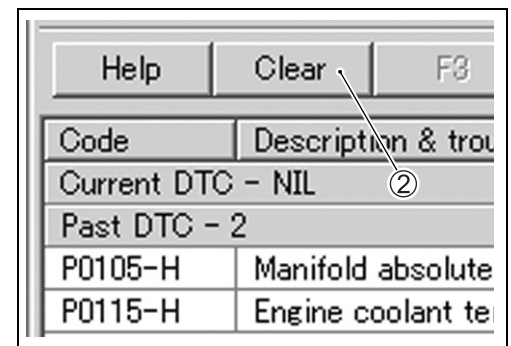 Help Clear F3
Code Description & trou
Current DTC - NIL
②
Past DTC - 2
P0105-H Manifold absolute
P0115-H Engine coolant te